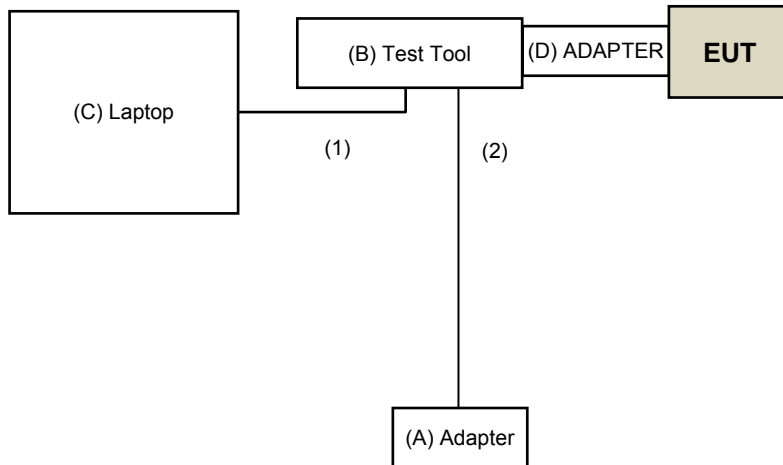 (B) Test Tool
(D) ADAPTER
EUT
(C) Laptop
(1)
(2)
(A) Adapter